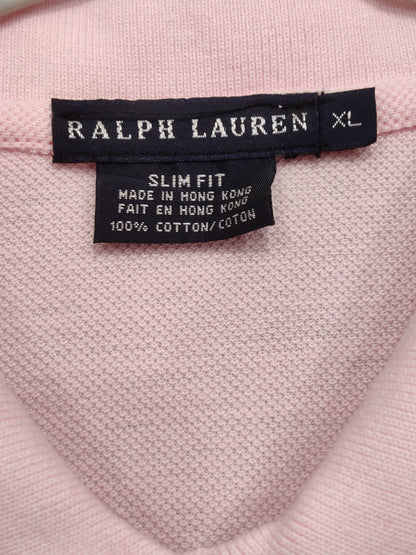 RALPH LAUREN XL
SLIM FIT
MADE IN HONG KONG
FAIT EN HONG KONG
100% COTTON/COTON